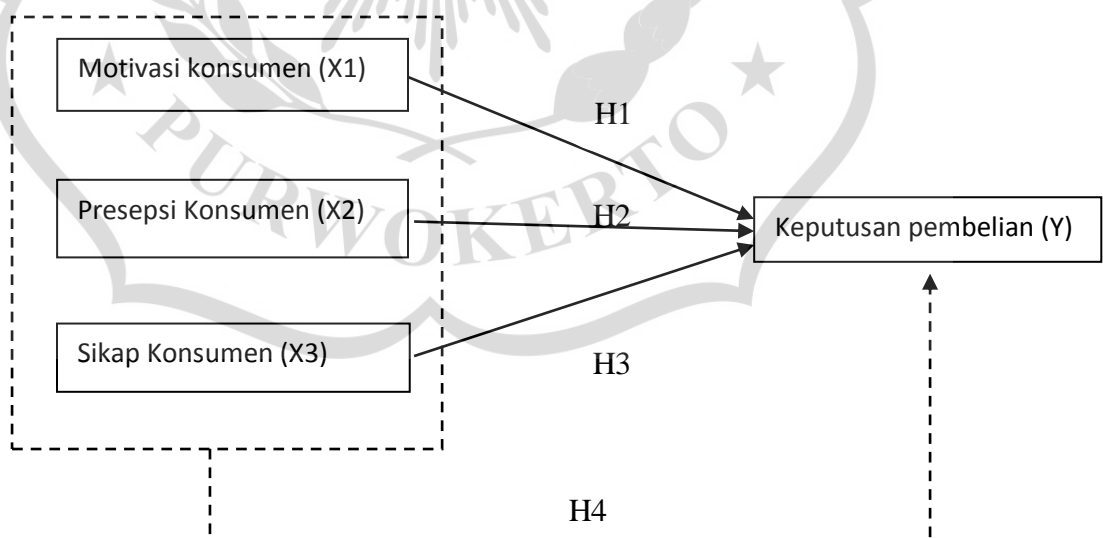 Motivasi konsumen (X1)
H1
Presepsi Konsumen (X2)
H2
Keputusan pembelian (Y)
Sikap Konsumen (X3)
H3
H4
PURWOKERTO